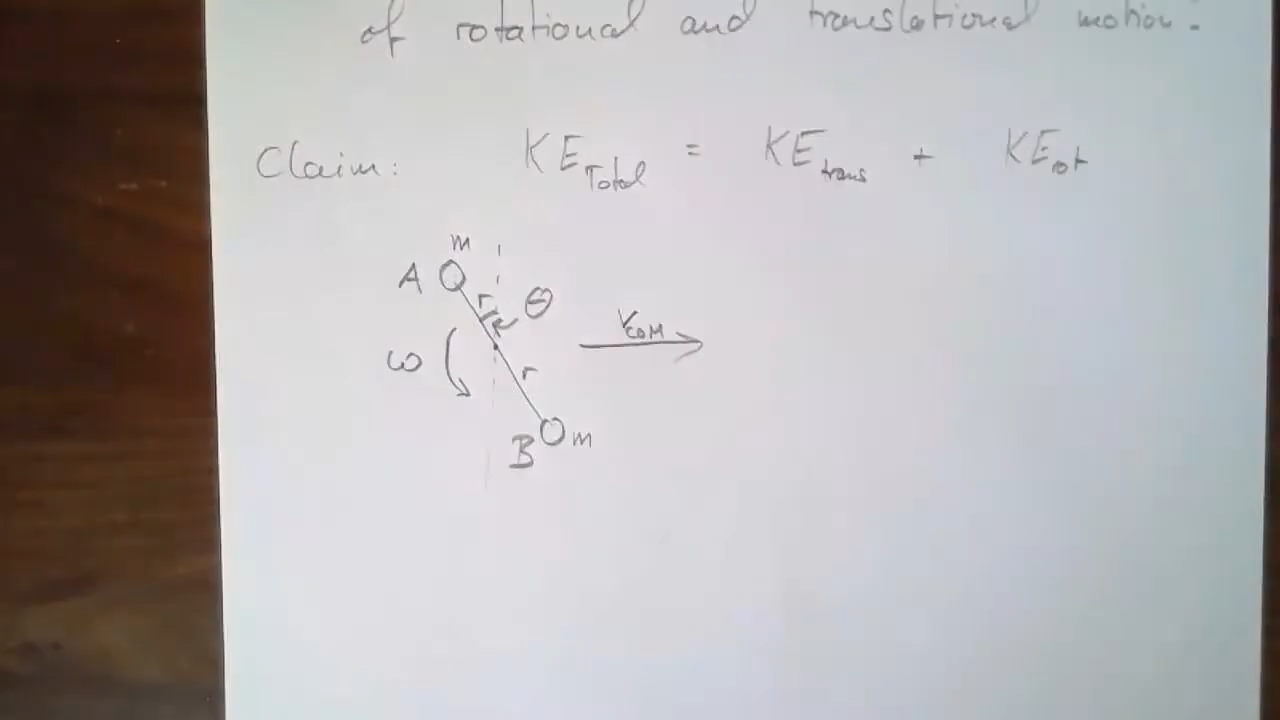 of rotational and translational motion:
Claim: KE_Total = KE_trans + KE_rot
m
A
r
θ
ω
V_COM
r
B
m